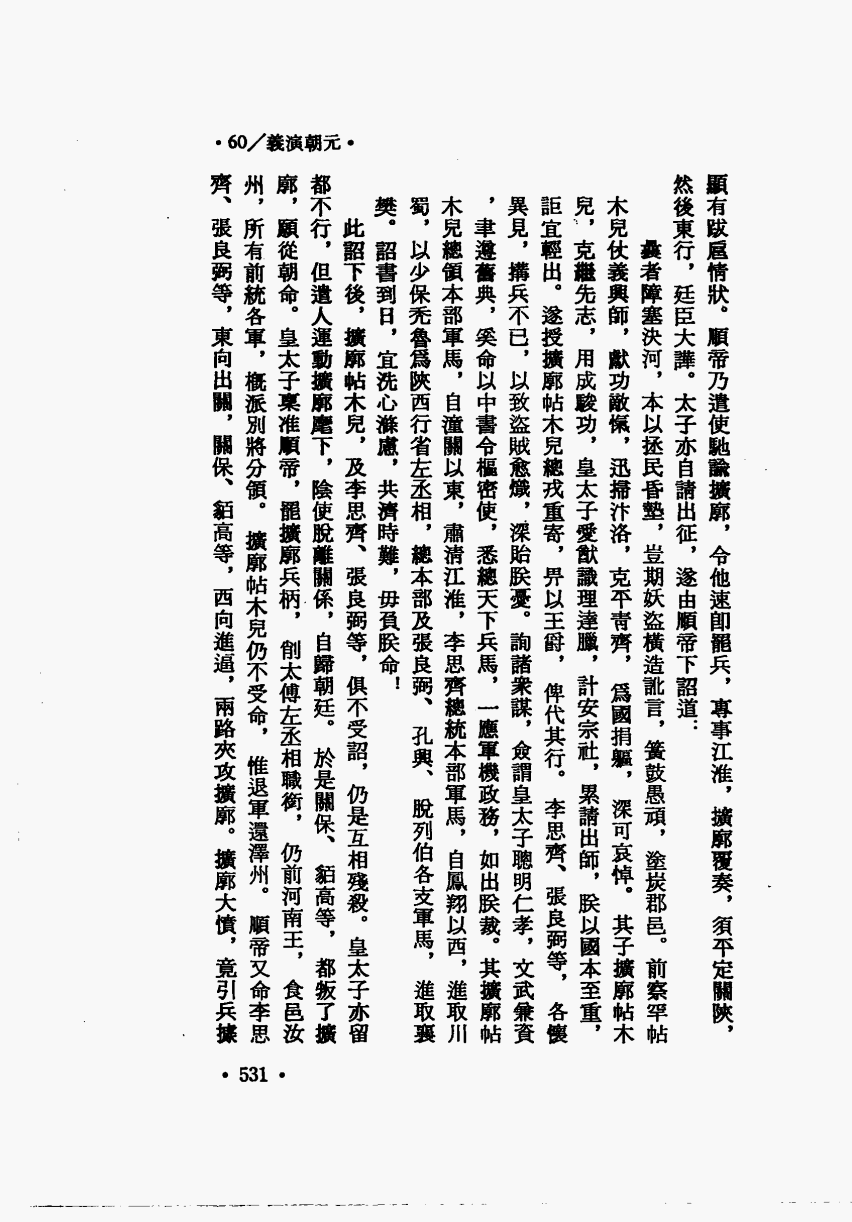 •60／義演朝元•
顯有跋扈情狀。順帝乃遣使馳諭擴廓，令他速卽罷兵，專事江淮，擴廓覆奏，須平定關陝，
然後東行，廷臣大譁。太子亦自請出征，遂由順帝下詔道：
曩者障塞決河，本以拯民昏墊，豈期妖盜橫造訛言，簧鼓愚頑，塗炭郡邑。前察罕帖
木兒仗義興師，獻功敵愾，迅掃汴洛，克平青齊，爲國捐軀，深可哀悼。其子擴廓帖木
兒，克繼先志，用成駿功，皇太子愛猷識理達臘，計安宗社，累請出師，朕以國本至重，
詎宜輕出。遂授擴廓帖木兒總戎重寄，畀以王爵，俾代其行。李思齊、張良弼等，各懷
異見，搆兵不已，以致盜賊愈熾，深貽朕憂。詢諸衆謀，僉謂皇太子聰明仁孝，文武兼資
，聿遵舊典，爰命以中書令樞密使，悉總天下兵馬，一應軍機政務，如出朕裁。其擴廓帖
木兒總領本部軍馬，自潼關以東，肅清江淮，李思齊總統本部軍馬，自鳳翔以西，進取川
蜀，以少保禿魯爲陝西行省左丞相，總本部及張良弼、孔興、脫列伯各支軍馬，進取襄
樊。詔書到日，宜洗心滌慮，共濟時難，毋負朕命！
此詔下後，擴廓帖木兒，及李思齊、張良弼等，俱不受詔，仍是互相殘殺。皇太子亦留
都不行，但遣人運動擴廓麾下，陰使脫離關係，自歸朝廷。於是關保、貊高等，都叛了擴
廓，願從朝命。皇太子稟准順帝，罷擴廓兵柄，削太傅左丞相職銜，仍前河南王，食邑汝
州，所有前統各軍，槪派別將分領。擴廓帖木兒仍不受命，惟退軍還澤州。順帝又命李思
齊、張良弼等，東向出關，關保、貊高等，西向進逼，兩路夾攻擴廓。擴廓大憤，竟引兵據
• 531 •